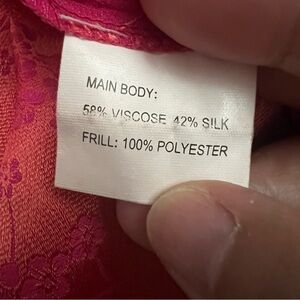 MAIN BODY:
58% VISCOSE 42% SILK
FRILL: 100% POLYESTER